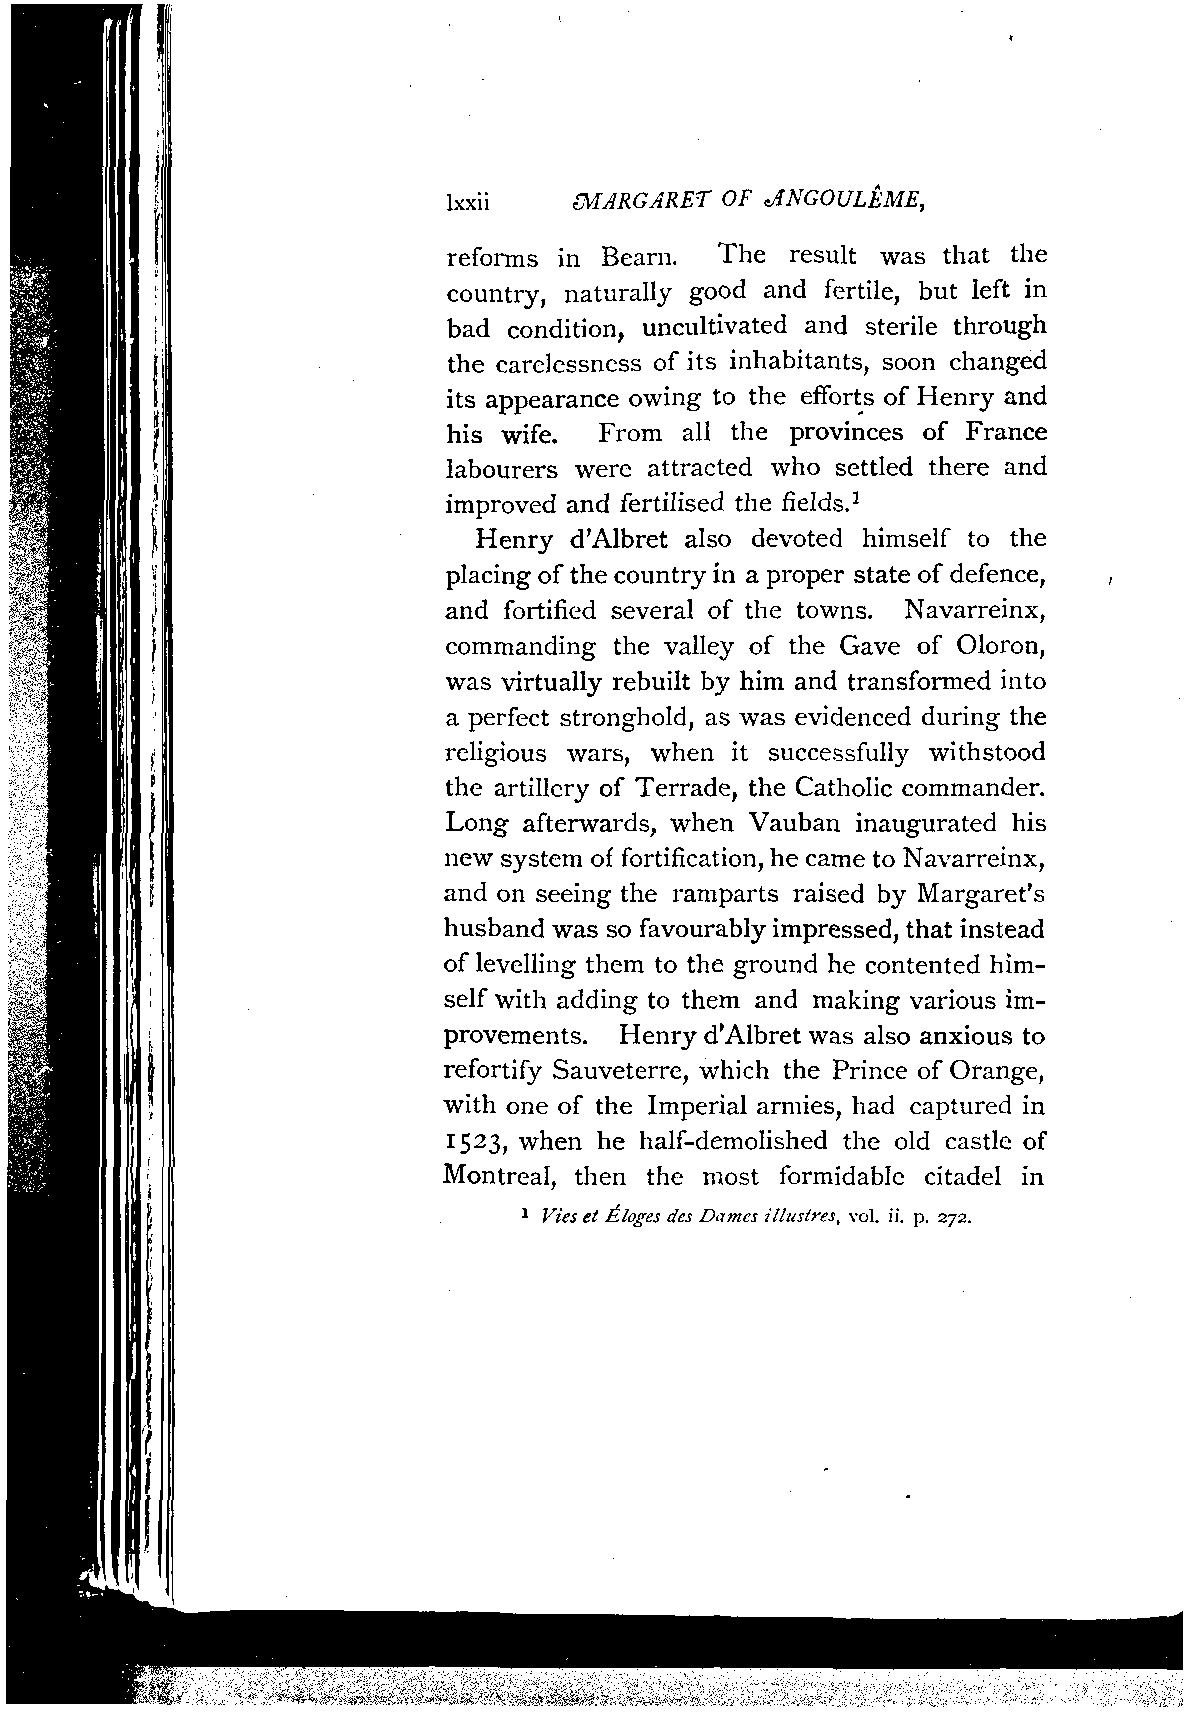 lxxii MARGARET OF ANGOULÊME,
reforms in Bearn. The result was that the
country, naturally good and fertile, but left in
bad condition, uncultivated and sterile through
the carelessness of its inhabitants, soon changed
its appearance owing to the efforts of Henry and
his wife. From all the provinces of France
labourers were attracted who settled there and
improved and fertilised the fields.¹
Henry d'Albret also devoted himself to the
placing of the country in a proper state of defence,
and fortified several of the towns. Navarreinx,
commanding the valley of the Gave of Oloron,
was virtually rebuilt by him and transformed into
a perfect stronghold, as was evidenced during the
religious wars, when it successfully withstood
the artillery of Terrade, the Catholic commander.
Long afterwards, when Vauban inaugurated his
new system of fortification, he came to Navarreinx,
and on seeing the ramparts raised by Margaret's
husband was so favourably impressed, that instead
of levelling them to the ground he contented him-
self with adding to them and making various im-
provements. Henry d'Albret was also anxious to
refortify Sauveterre, which the Prince of Orange,
with one of the Imperial armies, had captured in
1523, when he half-demolished the old castle of
Montreal, then the most formidable citadel in
¹ Vies et Éloges des Dames illustres, vol. ii. p. 272.